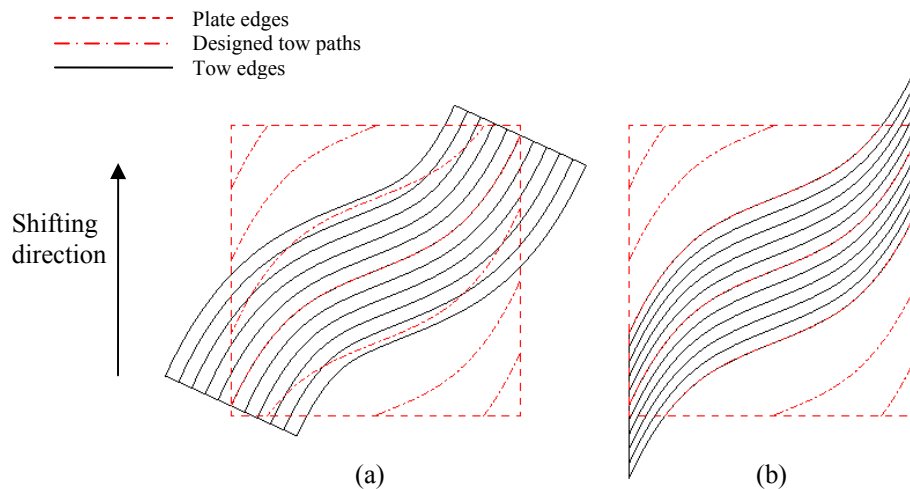 Plate edges
Designed tow paths
Tow edges
Shifting
direction
(a)
(b)